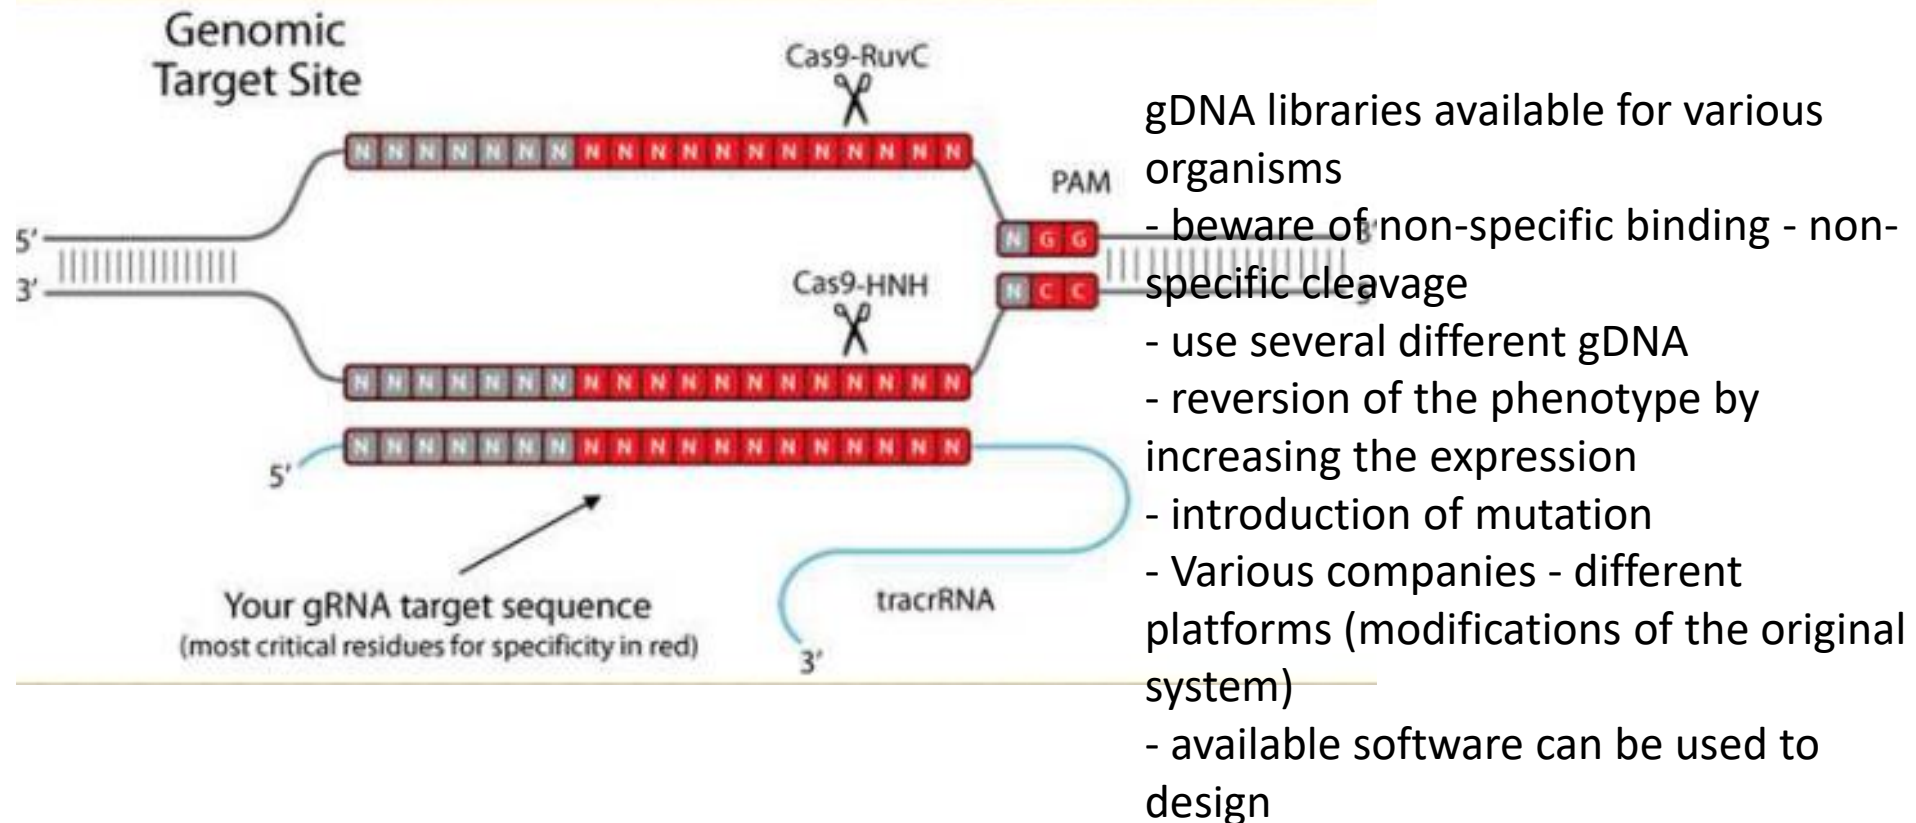 Genomic
Target Site
Cas9-RuvC
N N N N N N N N N N N N N N N N N N N
PAM
5'
N G G
3'
3'
N C C
5'
Cas9-HNH
N N N N N N N N N N N N N N N N N N N
5'
N N N N N N N N N N N N N N N N N N N
Your gRNA target sequence
(most critical residues for specificity in red)
tracrRNA
3'
gDNA libraries available for various
organisms
- beware of non-specific binding - non-
specific cleavage
- use several different gDNA
- reversion of the phenotype by
increasing the expression
- introduction of mutation
- Various companies - different
platforms (modifications of the original
system)
- available software can be used to
design